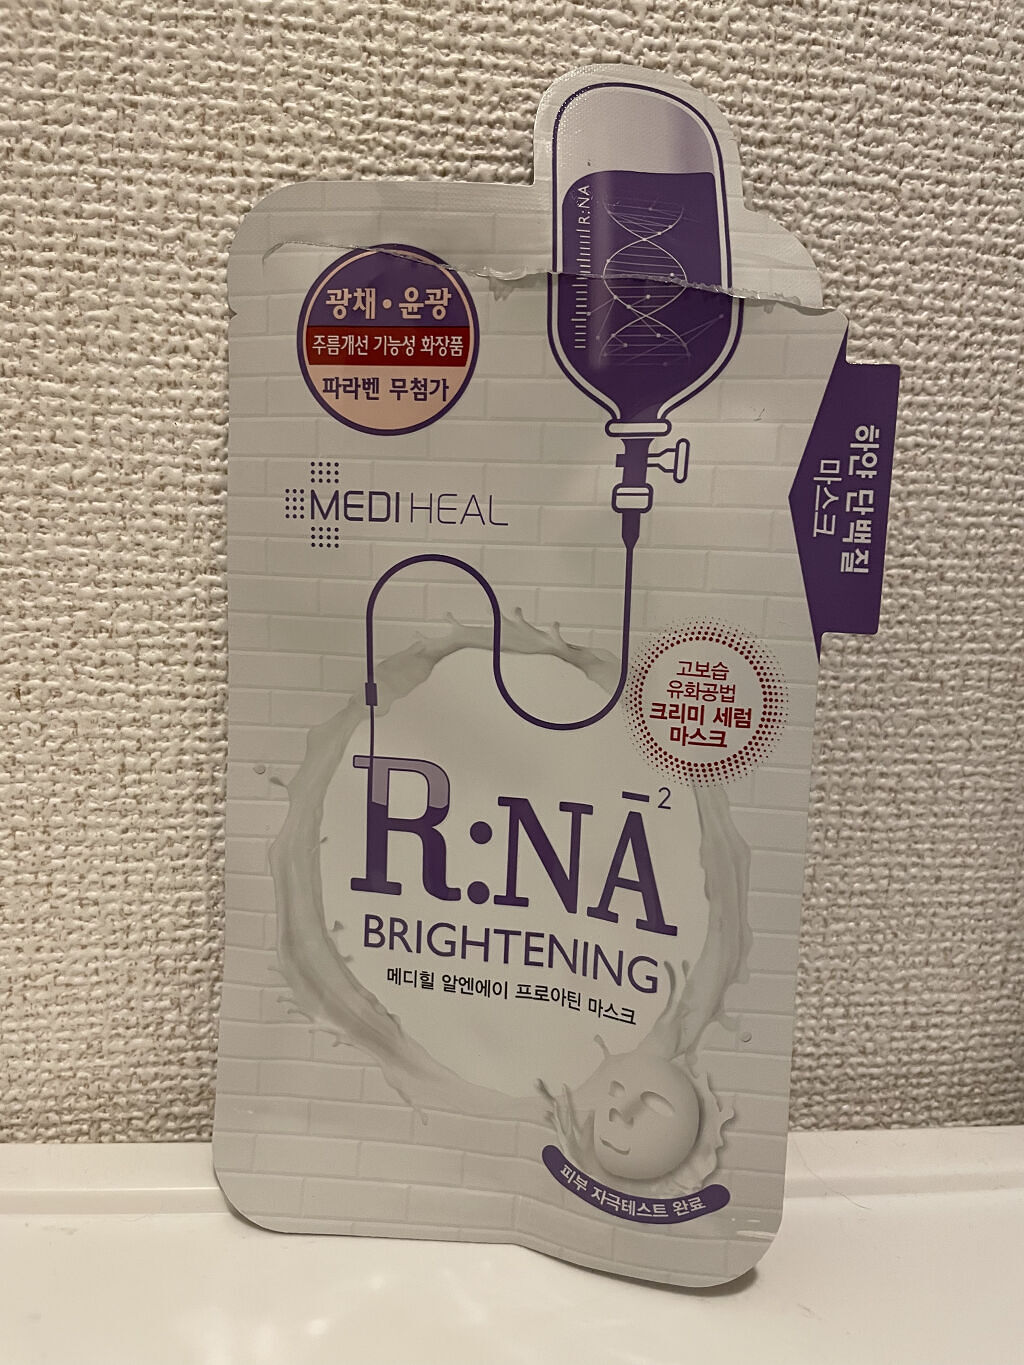 R:NA
광채 • 윤광
주름개선 기능성 화장품
파라벤 무첨가
하얀 단백질
마스크
MEDIHEAL
고보습
유화공법
크리미 세럼
마스크
R:NĀ²
BRIGHTENING
메디힐 알엔에이 프로아틴 마스크
피부 자극테스트 완료